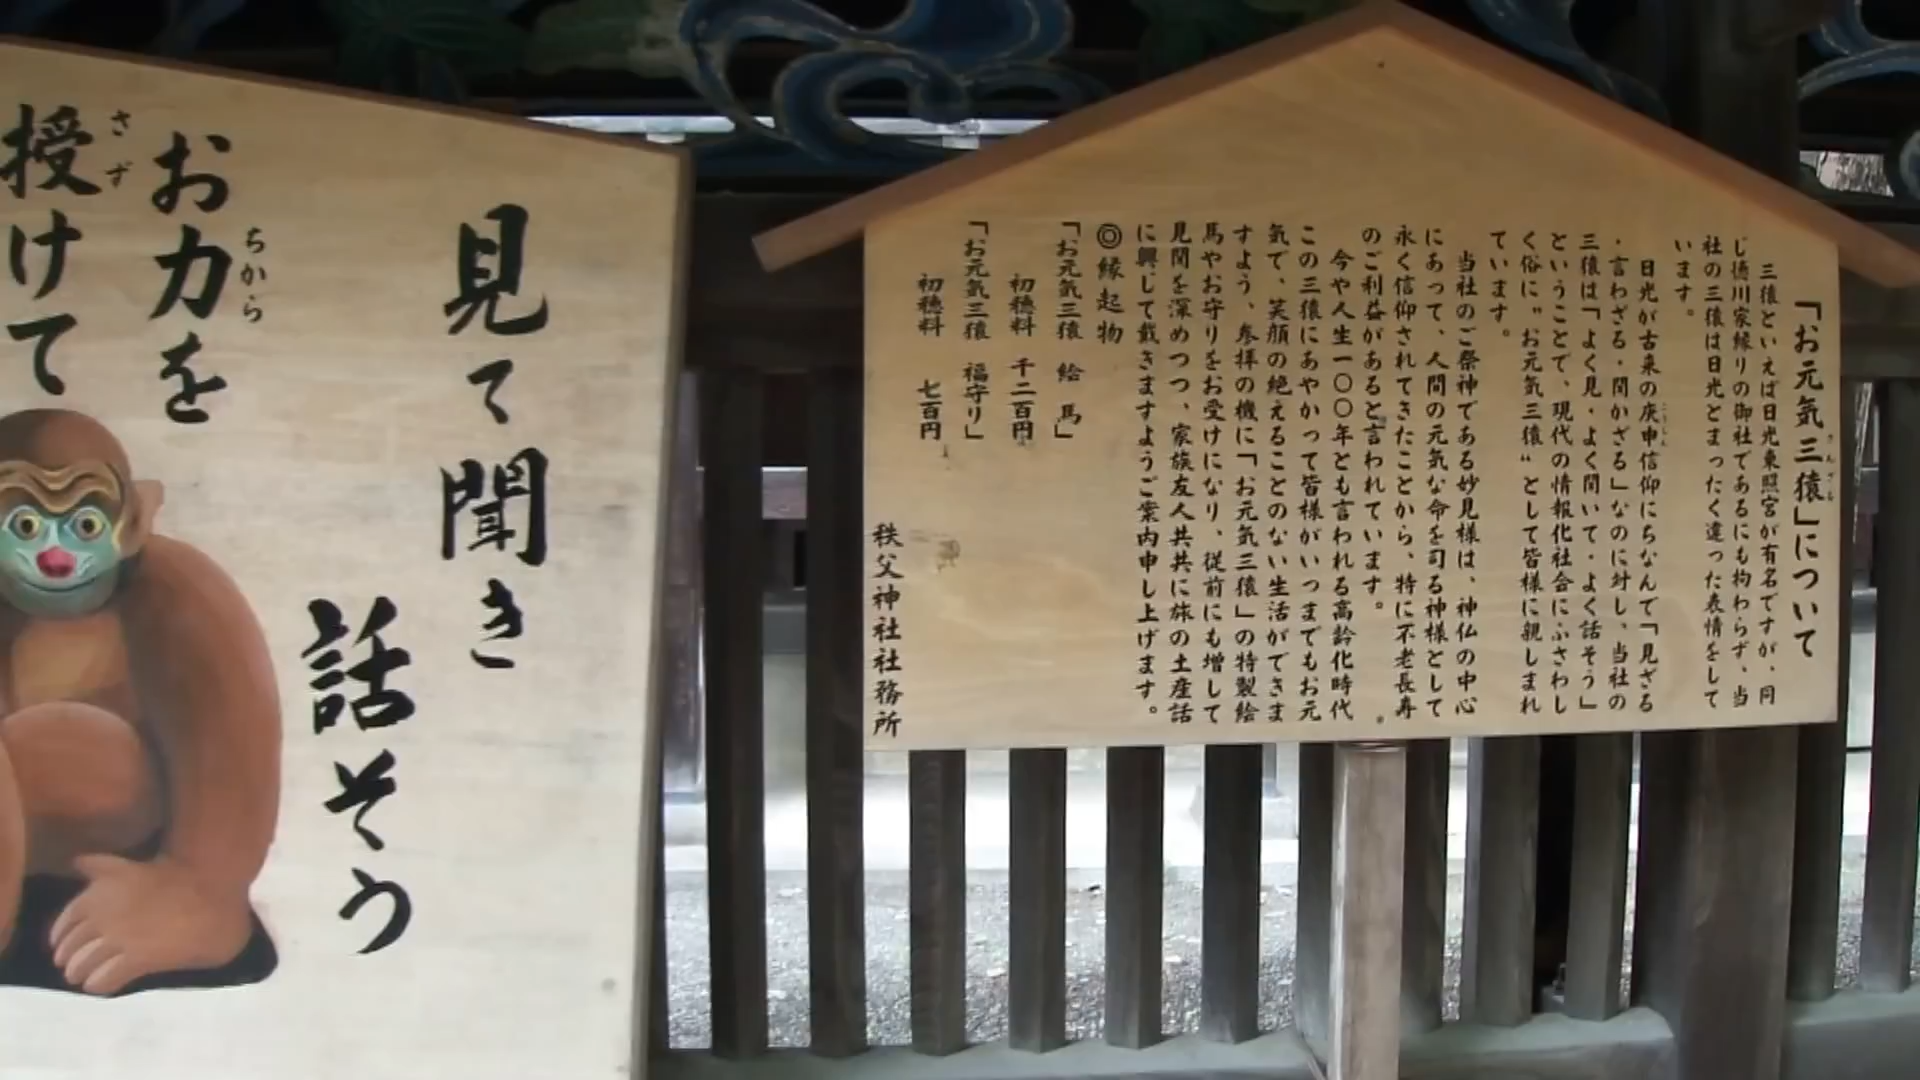 見て聞き
話そう
お力を
ちから
授けて
さず
「お元気三猿」について
さんざる
三猿といえば日光東照宮が有名ですが、同
じ徳川家縁りの御社であるにも拘わらず、当
社の三猿は日光とまったく違った表情をして
います。
日光が古来の庚申信仰にちなんで「見ざる
こうしん
・言わざる・聞かざる」なのに対し、当社の
三猿は「よく見・よく聞いて・よく話そう」
ということで、現代の情報化社会にふさわし
く俗に〝お元気三猿〟として皆様に親しまれ
ています。
当社のご祭神である妙見様は、神仏の中心
にあって、人間の元気な命を司る神様として
永く信仰されてきたことから、特に不老長寿
のご利益があると言われています。
今や人生一〇〇年とも言われる高齢化時代。
この三猿にあやかって皆様がいつまでもお元
気で、笑顔の絶えることのない生活ができま
すよう、参拝の機に「お元気三猿」の特製絵
馬やお守りをお受けになり、従前にも増して
見聞を深めつつ、家族友人共共に旅の土産話
に興じて戴きますようご案内申し上げます。
◎縁起物
「お元気三猿 絵馬」
初穂料 千二百円
「お元気三猿 福守り」
初穂料 七百円
秩父神社社務所